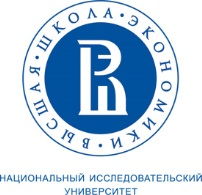 ВЫСШАЯ • ШКОЛА • ЭКОНОМИКИ •
НАЦИОНАЛЬНЫЙ ИССЛЕДОВАТЕЛЬСКИЙ
УНИВЕРСИТЕТ